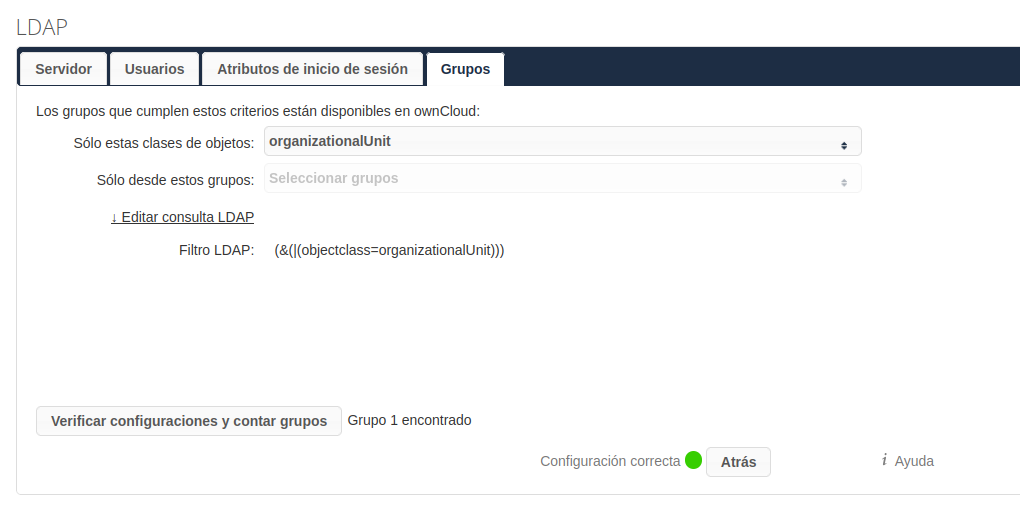 LDAP
Servidor Usuarios Atributos de inicio de sesión Grupos
Los grupos que cumplen estos criterios están disponibles en ownCloud:
Sólo estas clases de objetos: organizationalUnit
Sólo desde estos grupos: Seleccionar grupos
↓ Editar consulta LDAP
Filtro LDAP: (&(|(objectclass=organizationalUnit)))
Verificar configuraciones y contar grupos Grupo 1 encontrado
Configuración correcta Atrás i Ayuda